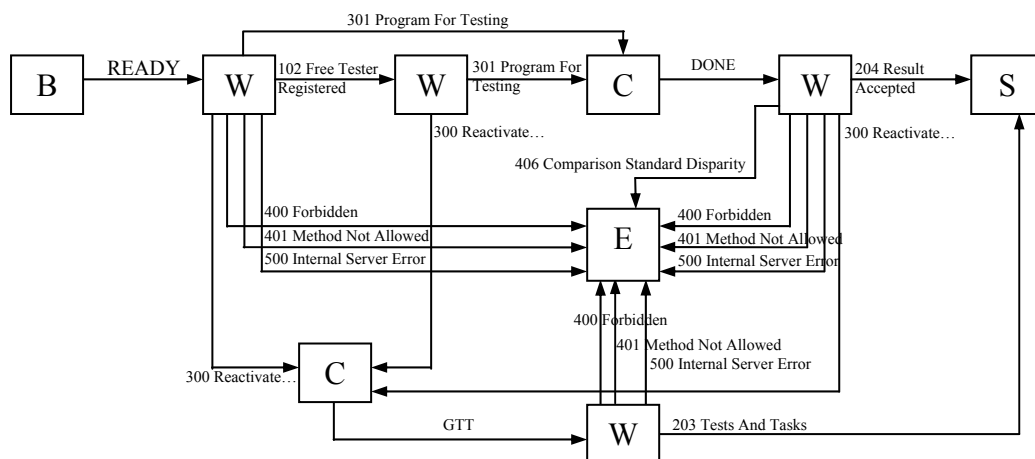 301 Program For Testing
B
READY
W
102 Free Tester
Registered
W
301 Program For
Testing
C
DONE
W
204 Result
Accepted
S
300 Reactivate…
300 Reactivate…
406 Comparison Standard Disparity
400 Forbidden
401 Method Not Allowed
500 Internal Server Error
E
400 Forbidden
401 Method Not Allowed
500 Internal Server Error
400 Forbidden
401 Method Not Allowed
500 Internal Server Error
300 Reactivate…
C
GTT
W
203 Tests And Tasks